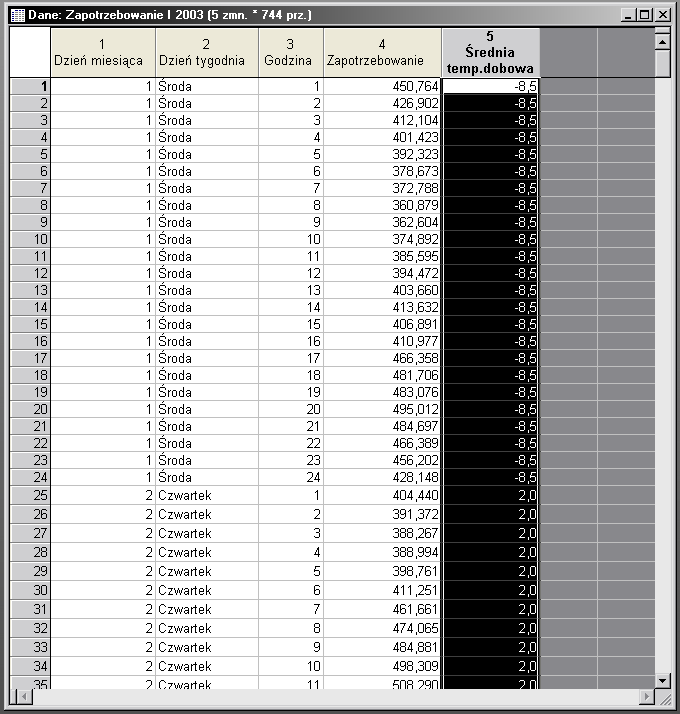 Dane: Zapotrzebowanie I 2003 (5 zmn. * 744 prz.)
1 2 3 4 5
Dzień miesiąca Dzień tygodnia Godzina Zapotrzebowanie Średnia temp.dobowa
1 1 Środa 1 450,764 -8,5
2 1 Środa 2 426,902 -8,5
3 1 Środa 3 412,104 -8,5
4 1 Środa 4 401,423 -8,5
5 1 Środa 5 392,323 -8,5
6 1 Środa 6 378,673 -8,5
7 1 Środa 7 372,788 -8,5
8 1 Środa 8 360,879 -8,5
9 1 Środa 9 362,604 -8,5
10 1 Środa 10 374,892 -8,5
11 1 Środa 11 385,595 -8,5
12 1 Środa 12 394,472 -8,5
13 1 Środa 13 403,660 -8,5
14 1 Środa 14 413,632 -8,5
15 1 Środa 15 406,891 -8,5
16 1 Środa 16 410,977 -8,5
17 1 Środa 17 466,358 -8,5
18 1 Środa 18 481,706 -8,5
19 1 Środa 19 483,076 -8,5
20 1 Środa 20 495,012 -8,5
21 1 Środa 21 484,697 -8,5
22 1 Środa 22 466,389 -8,5
23 1 Środa 23 456,202 -8,5
24 1 Środa 24 428,148 -8,5
25 2 Czwartek 1 404,440 2,0
26 2 Czwartek 2 391,372 2,0
27 2 Czwartek 3 388,267 2,0
28 2 Czwartek 4 388,994 2,0
29 2 Czwartek 5 398,761 2,0
30 2 Czwartek 6 411,251 2,0
31 2 Czwartek 7 461,661 2,0
32 2 Czwartek 8 474,065 2,0
33 2 Czwartek 9 484,881 2,0
34 2 Czwartek 10 498,309 2,0
35 2 Czwartek 11 508,290 2,0